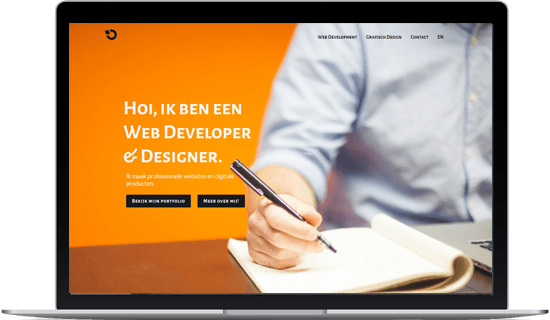 Web Development Grafisch Design Contact EN
Hoi, ik ben een
Web Developer
& Designer.
Ik maak professionele websites en digitale
producten.
Bekijk mijn portfolio Meer over mij!